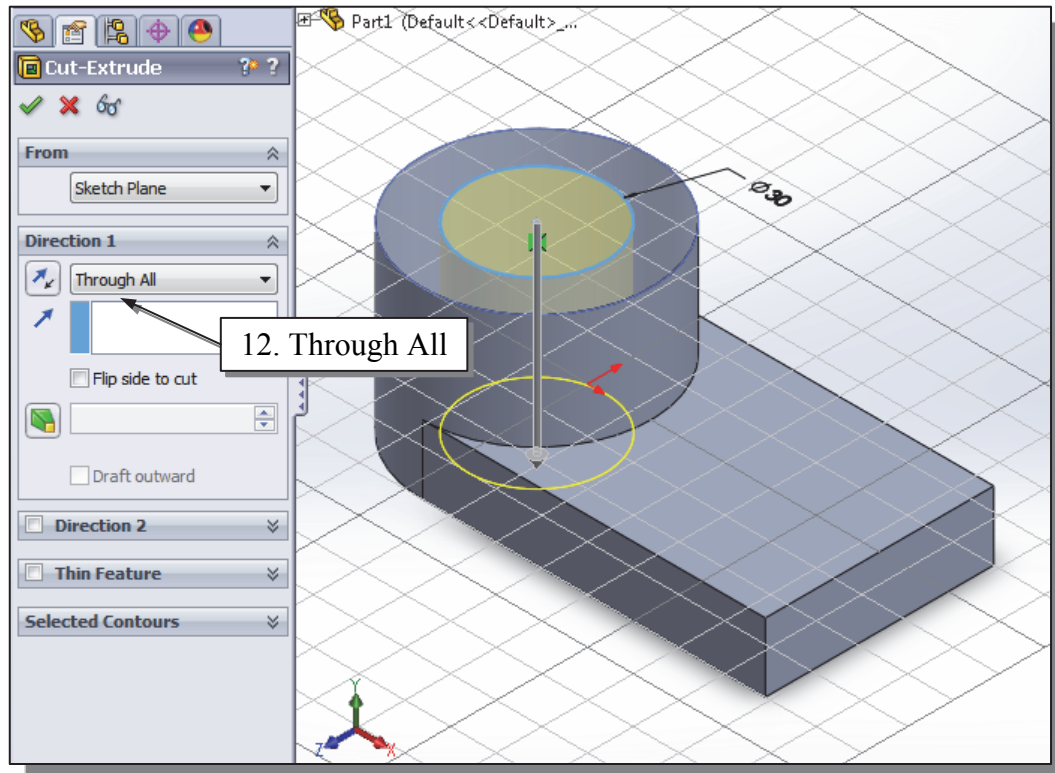 Part1 (Default<<Default>_...
Cut-Extrude
? ?
From
Sketch Plane
Direction 1
Through All
12. Through All
Flip side to cut
Draft outward
Direction 2
Thin Feature
Selected Contours
Ø30
Y
Z
X